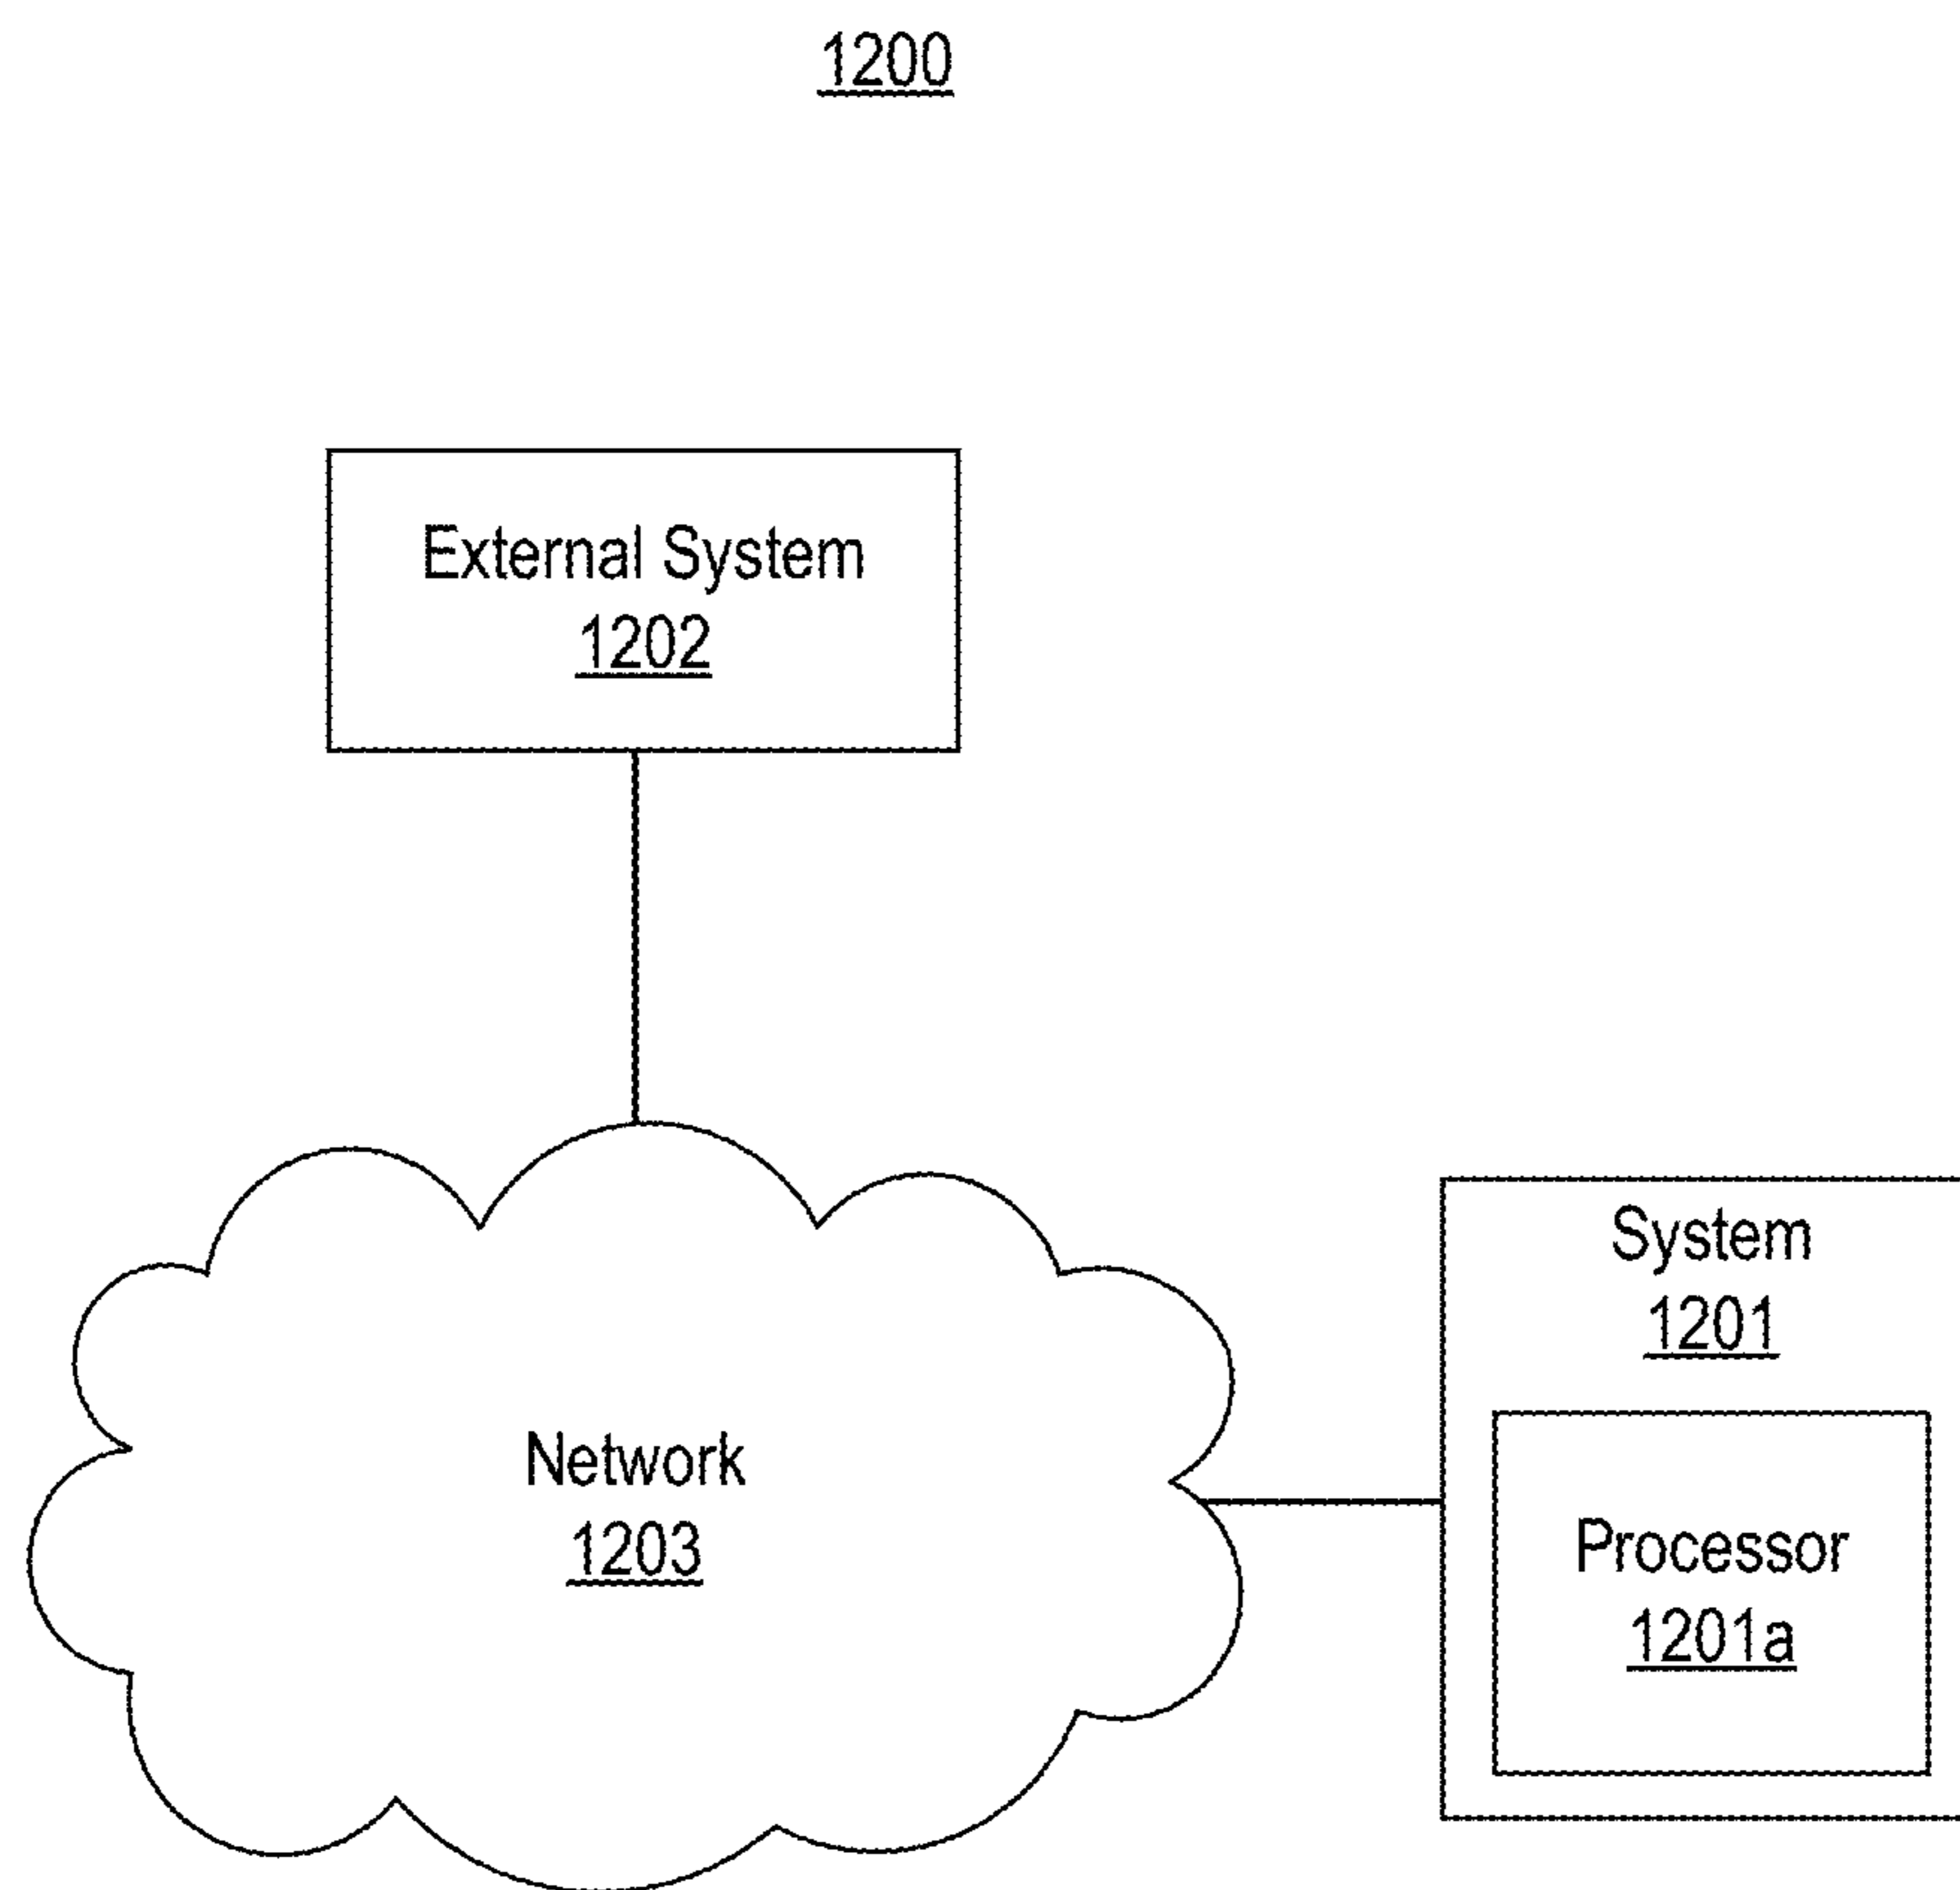 1200
External System
1202
System
1201
Network
1203
Processor
1201a